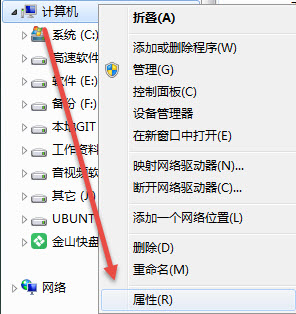 计算机
系统 (C:)
高速软件
软件 (E:)
备份 (F:)
本地GIT
工作资料
音视频软
其它 (J)
UBUNT
金山快盘
网络
折叠(A)
添加或删除程序(W)
管理(G)
控制面板(C)
设备管理器
在新窗口中打开(E)
映射网络驱动器(N)...
断开网络驱动器(C)...
添加一个网络位置(L)
删除(D)
重命名(M)
属性(R)